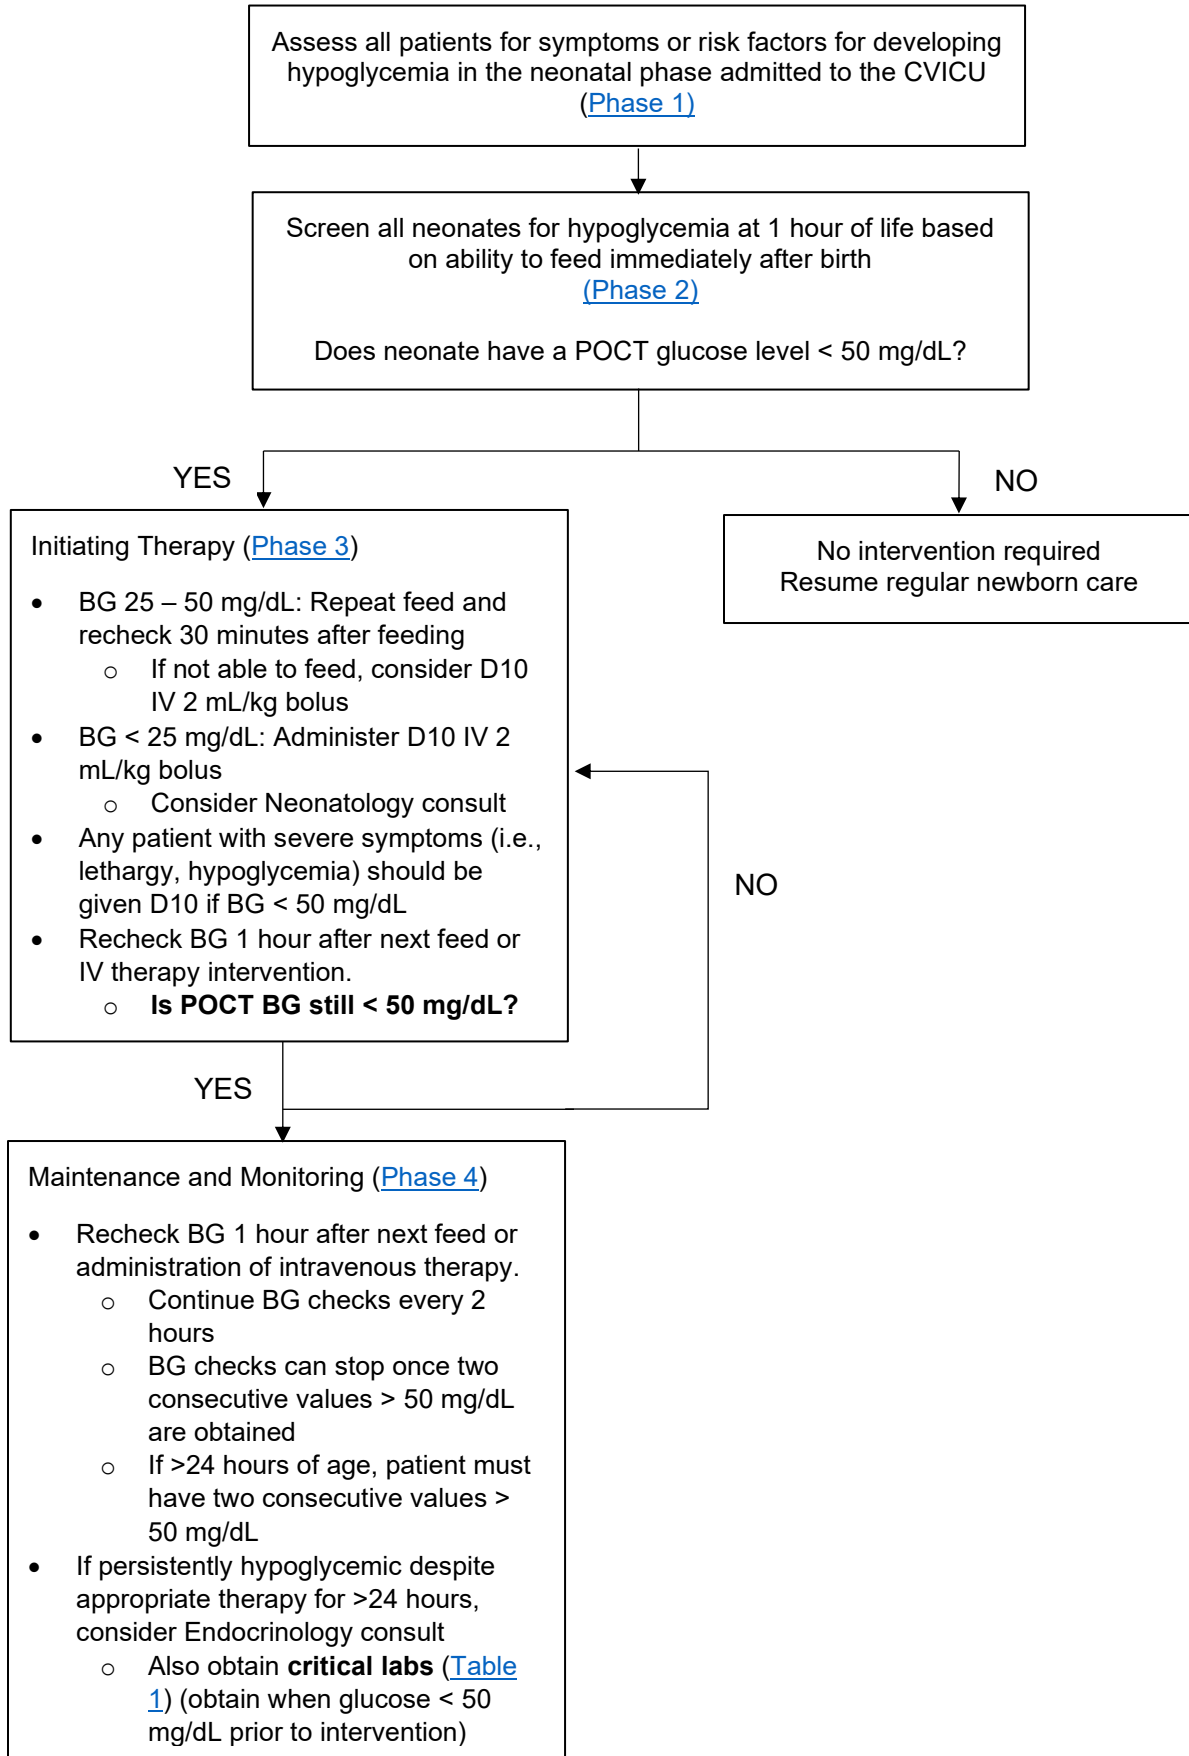 Assess all patients for symptoms or risk factors for developing
hypoglycemia in the neonatal phase admitted to the CVICU
(Phase 1)
Screen all neonates for hypoglycemia at 1 hour of life based
on ability to feed immediately after birth
(Phase 2)
Does neonate have a POCT glucose level < 50 mg/dL?
YES
NO
Initiating Therapy (Phase 3)
• BG 25 – 50 mg/dL: Repeat feed and
recheck 30 minutes after feeding
o If not able to feed, consider D10
IV 2 mL/kg bolus
• BG < 25 mg/dL: Administer D10 IV 2
mL/kg bolus
o Consider Neonatology consult
• Any patient with severe symptoms (i.e.,
lethargy, hypoglycemia) should be
given D10 if BG < 50 mg/dL
• Recheck BG 1 hour after next feed or
IV therapy intervention.
o Is POCT BG still < 50 mg/dL?
No intervention required
Resume regular newborn care
NO
YES
Maintenance and Monitoring (Phase 4)
• Recheck BG 1 hour after next feed or
administration of intravenous therapy.
o Continue BG checks every 2
hours
o BG checks can stop once two
consecutive values > 50 mg/dL
are obtained
o If >24 hours of age, patient must
have two consecutive values >
50 mg/dL
• If persistently hypoglycemic despite
appropriate therapy for >24 hours,
consider Endocrinology consult
o Also obtain critical labs (Table
1) (obtain when glucose < 50
mg/dL prior to intervention)